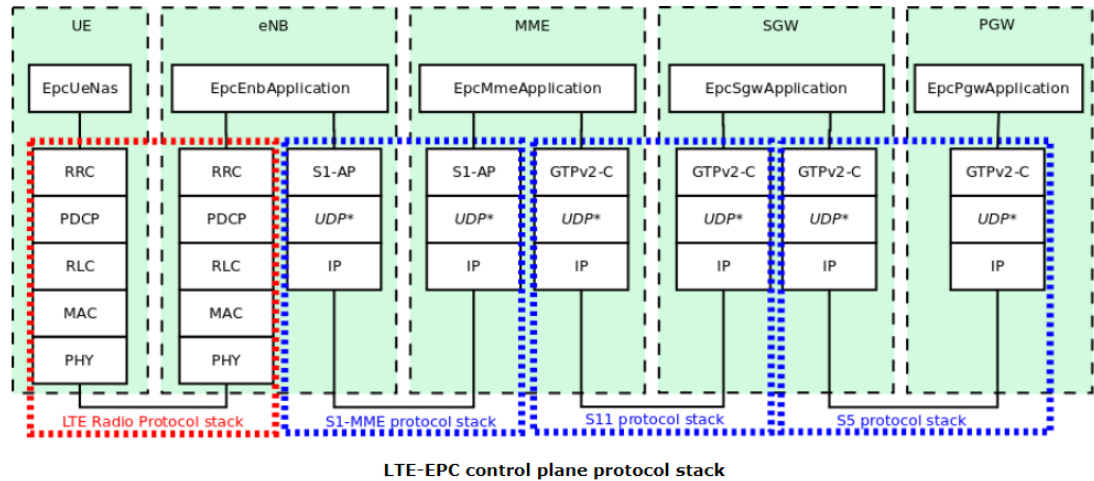 UE
eNB
MME
SGW
PGW
EpcUeNas
EpcEnbApplication
EpcMmeApplication
EpcSgwApplication
EpcPgwApplication
RRC
RRC
S1-AP
S1-AP
GTPv2-C
GTPv2-C
GTPv2-C
GTPv2-C
PDCP
PDCP
UDP*
UDP*
UDP*
UDP*
UDP*
UDP*
RLC
RLC
IP
IP
IP
IP
IP
IP
MAC
MAC
PHY
PHY
LTE Radio Protocol stack
S1-MME protocol stack
S11 protocol stack
S5 protocol stack
LTE-EPC control plane protocol stack